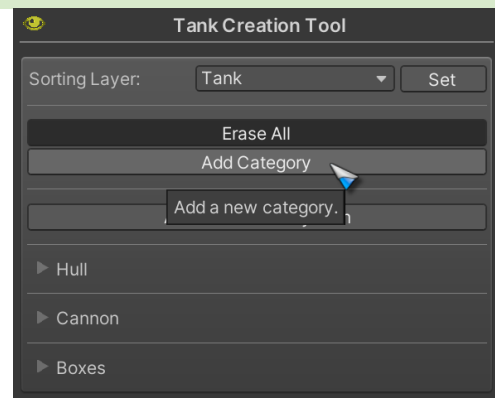 Tank Creation Tool
Sorting Layer: Tank Set
Erase All
Add Category
Add a new category.
Hull
Cannon
Boxes